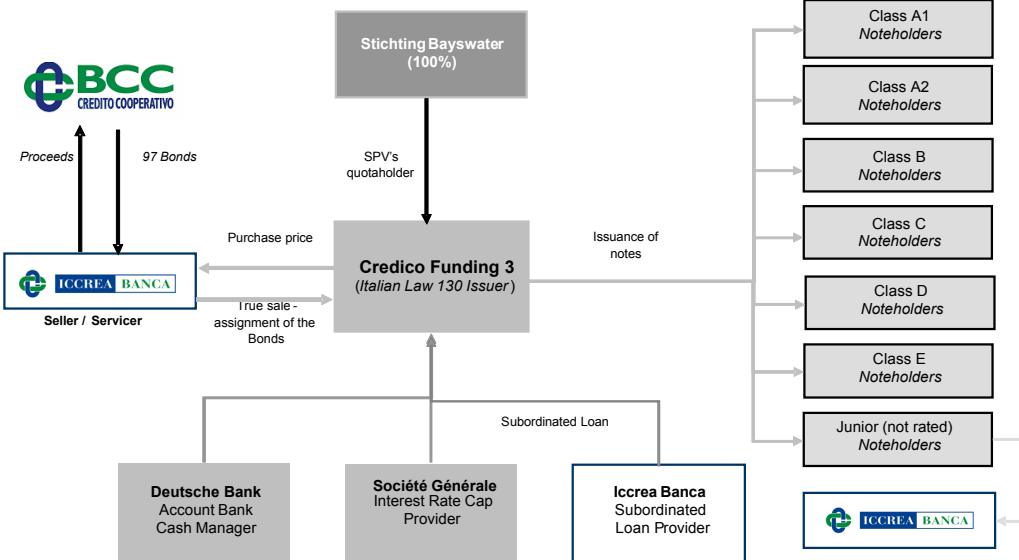 Stichting Bayswater
(100%)
BCC
CREDITO COOPERATIVO
Proceeds
97 Bonds
SPV's
quotaholder
Purchase price
Credico Funding 3
(Italian Law 130 Issuer)
Issuance of
notes
ICCREA BANCA
Seller / Servicer
True sale -
assignment of the
Bonds
Subordinated Loan
Deutsche Bank
Account Bank
Cash Manager
Société Générale
Interest Rate Cap
Provider
Iccrea Banca
Subordinated
Loan Provider
Class A1
Noteholders
Class A2
Noteholders
Class B
Noteholders
Class C
Noteholders
Class D
Noteholders
Class E
Noteholders
Junior (not rated)
Noteholders
ICCREA BANCA